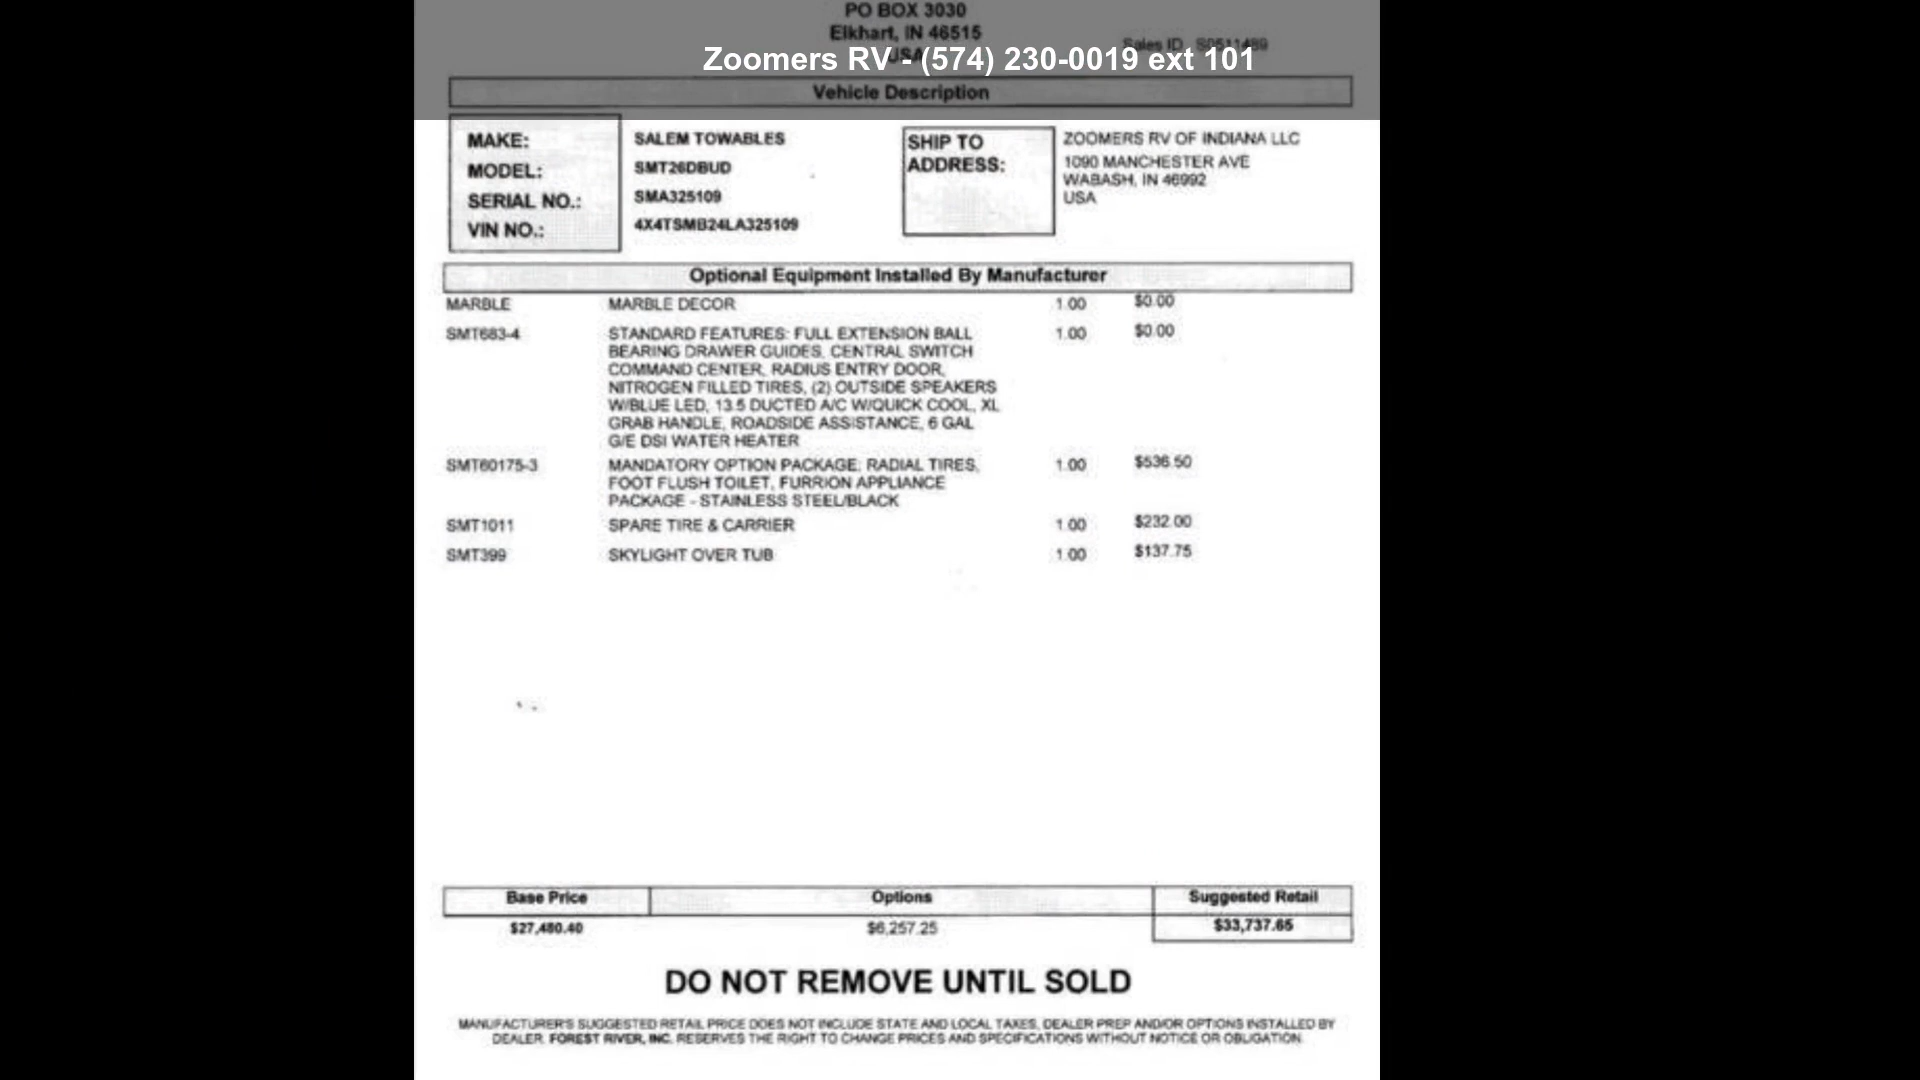 PO BOX 3030
Elkhart, IN 46515
USA
Sales ID S0511489
Zoomers RV - (574) 230-0019 ext 101
Vehicle Description
MAKE: SALEM TOWABLES
MODEL: SMT26DBUD
SERIAL NO.: SMA325109
VIN NO.: 4X4TSMB24LA325109
SHIP TO ADDRESS:
ZOOMERS RV OF INDIANA LLC
1090 MANCHESTER AVE
WABASH, IN 46992
USA
Optional Equipment Installed By Manufacturer
MARBLE MARBLE DECOR 1.00 $0.00
SMT683-4 STANDARD FEATURES: FULL EXTENSION BALL 1.00 $0.00
BEARING DRAWER GUIDES, CENTRAL SWITCH
COMMAND CENTER, RADIUS ENTRY DOOR,
NITROGEN FILLED TIRES, (2) OUTSIDE SPEAKERS
W/BLUE LED, 13.5 DUCTED A/C W/QUICK COOL, XL
GRAB HANDLE, ROADSIDE ASSISTANCE, 6 GAL
G/E DSI WATER HEATER
SMT60175-3 MANDATORY OPTION PACKAGE: RADIAL TIRES, 1.00 $536.50
FOOT FLUSH TOILET, FURRION APPLIANCE
PACKAGE - STAINLESS STEEL/BLACK
SMT1011 SPARE TIRE & CARRIER 1.00 $232.00
SMT399 SKYLIGHT OVER TUB 1.00 $137.75
Base Price Options Suggested Retail
$27,480.40 $6,257.25 $33,737.65
DO NOT REMOVE UNTIL SOLD
MANUFACTURER'S SUGGESTED RETAIL PRICE DOES NOT INCLUDE STATE AND LOCAL TAXES, DEALER PREP AND/OR OPTIONS INSTALLED BY
DEALER. FOREST RIVER, INC. RESERVES THE RIGHT TO CHANGE PRICES AND SPECIFICATIONS WITHOUT NOTICE OR OBLIGATION.